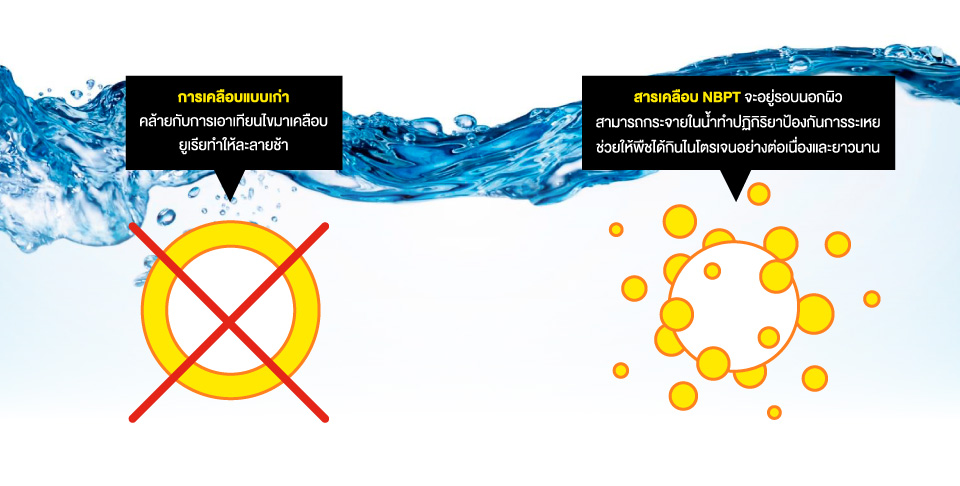 การเคลือบแบบเก่า
คล้ายกับการเอาเทียนไขมาเคลือบ
ยูเรียทำให้ละลายช้า
สารเคลือบ NBPT จะอยู่รอบนอกผิว
สามารถกระจายในน้ำทำปฏิกิริยาป้องกันการระเหย
ช่วยให้พืชได้กินไนโตรเจนอย่างต่อเนื่องและยาวนาน